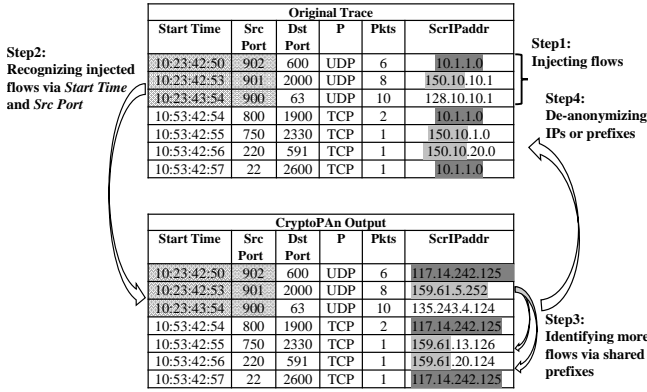 Original Trace
Start Time Src Port Dst Port P Pkts ScrIPaddr
10:23:42:50 902 600 UDP 6 10.1.1.0
10:23:42:53 901 2000 UDP 8 150.10.10.1
10:23:43:54 900 63 UDP 10 128.10.10.1
10:53:42:54 800 1900 TCP 2 10.1.1.0
10:53:42:55 750 2330 TCP 1 150.10.1.0
10:53:42:56 220 591 TCP 1 150.10.20.0
10:53:42:57 22 2600 TCP 1 10.1.1.0
Step2:
Recognizing injected
flows via Start Time
and Src Port
Step1:
Injecting flows
Step4:
De-anonymizing
IPs or prefixes
CryptoPAn Output
Start Time Src Port Dst Port P Pkts ScrIPaddr
10:23:42:50 902 600 UDP 6 117.14.242.125
10:23:42:53 901 2000 UDP 8 159.61.5.252
10:23:43:54 900 63 UDP 10 135.243.4.124
10:53:42:54 800 1900 TCP 2 117.14.242.125
10:53:42:55 750 2330 TCP 1 159.61.13.126
10:53:42:56 220 591 TCP 1 159.61.20.124
10:53:42:57 22 2600 TCP 1 117.14.242.125
Step3:
Identifying more
flows via shared
prefixes